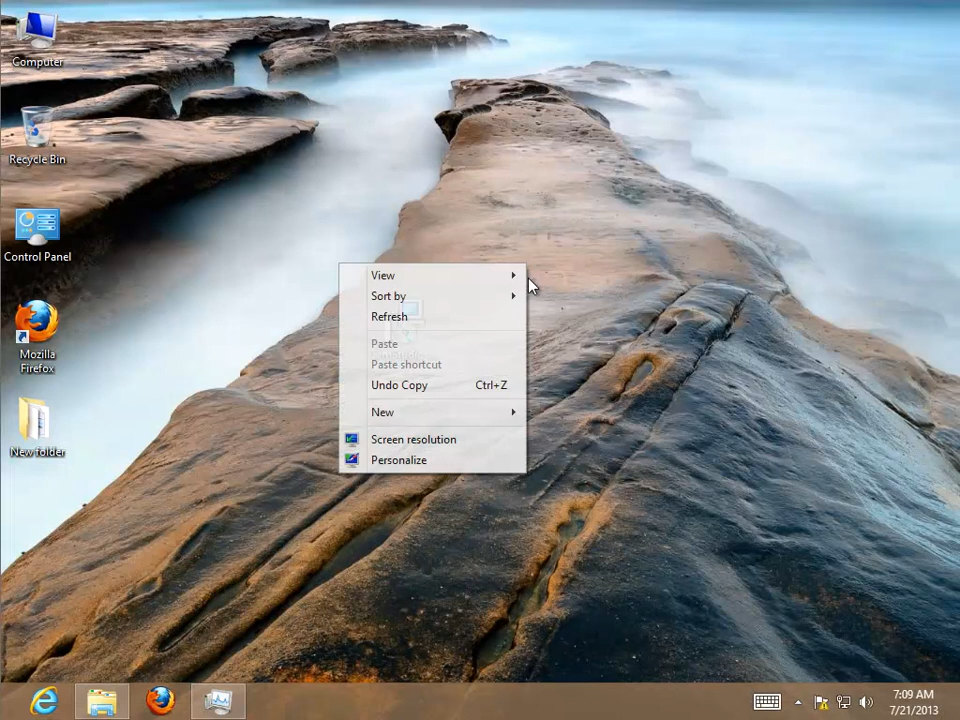 Computer
Recycle Bin
Control Panel
Mozilla
Firefox
New folder
View
Sort by
Refresh
Paste
Paste shortcut
Undo Copy Ctrl+Z
New
Screen resolution
Personalize
7:09 AM
7/21/2013